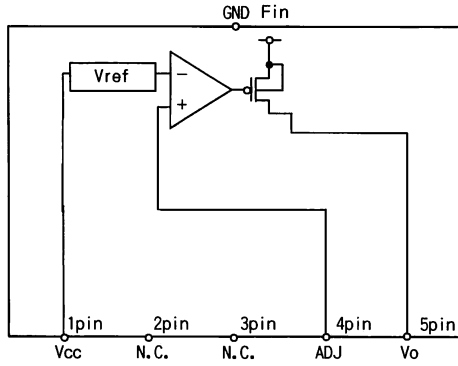 GND Fin
Vref
−
+
1pin 2pin 3pin 4pin 5pin
Vcc N.C. N.C. ADJ Vo